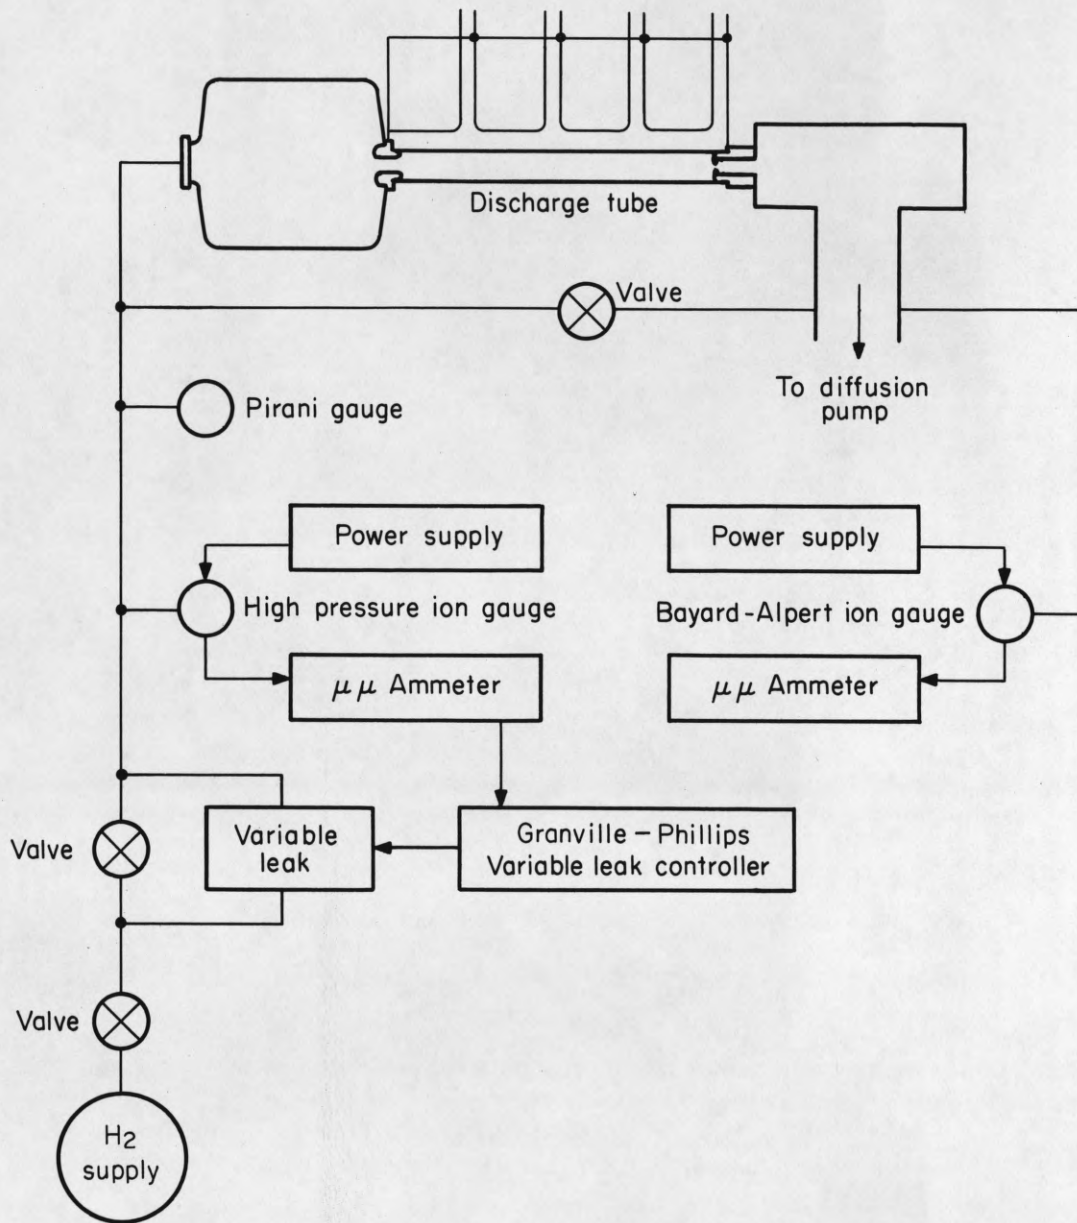 Discharge tube
Valve
To diffusion
pump
Pirani gauge
Power supply
Power supply
High pressure ion gauge
Bayard-Alpert ion gauge
μμ Ammeter
μμ Ammeter
Valve
Variable
leak
Granville-Phillips
Variable leak controller
Valve
H2
supply